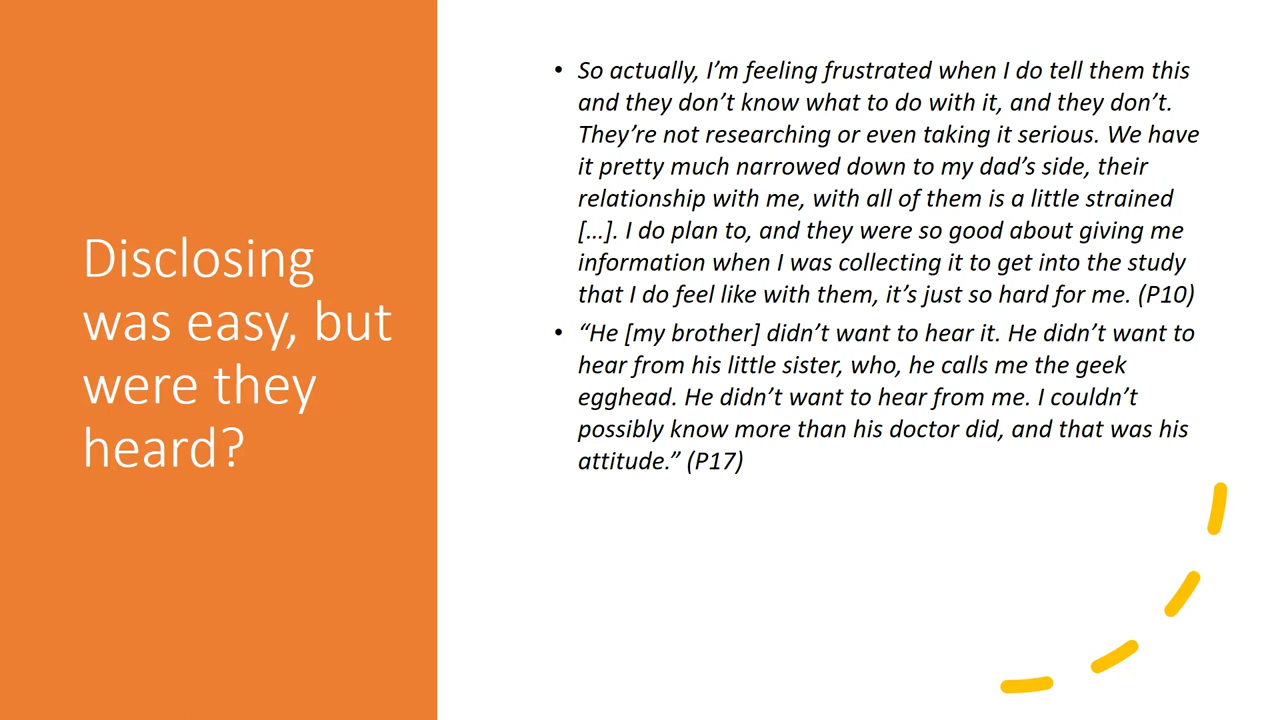 Disclosing
was easy, but
were they
heard?
• So actually, I’m feeling frustrated when I do tell them this
and they don’t know what to do with it, and they don’t.
They’re not researching or even taking it serious. We have
it pretty much narrowed down to my dad’s side, their
relationship with me, with all of them is a little strained
[…]. I do plan to, and they were so good about giving me
information when I was collecting it to get into the study
that I do feel like with them, it’s just so hard for me. (P10)
• “He [my brother] didn’t want to hear it. He didn’t want to
hear from his little sister, who, he calls me the geek
egghead. He didn’t want to hear from me. I couldn’t
possibly know more than his doctor did, and that was his
attitude.” (P17)